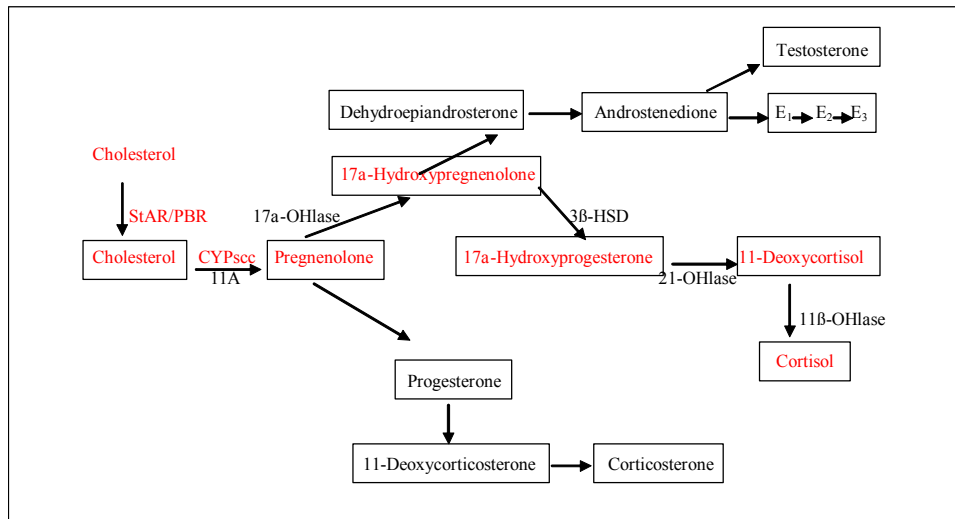 Testosterone
Dehydroepiandrosterone
Androstenedione
E1
E2
E3
Cholesterol
17a-Hydroxypregnenolone
StAR/PBR
17a-OHlase
3ß-HSD
Cholesterol
CYPscc
11A
Pregnenolone
17a-Hydroxyprogesterone
21-OHlase
11-Deoxycortisol
11ß-OHlase
Cortisol
Progesterone
11-Deoxycorticosterone
Corticosterone